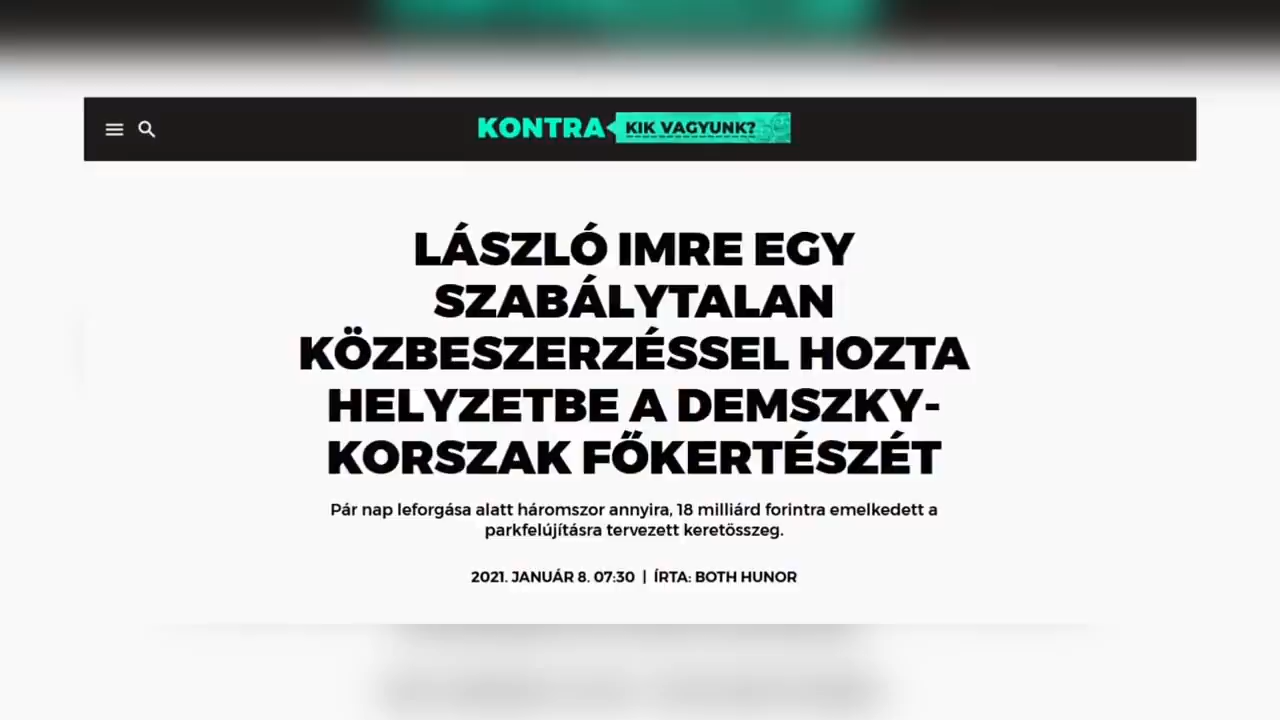 KONTRA KIK VAGYUNK?
LÁSZLÓ IMRE EGY
SZABÁLYTALAN
KÖZBESZERZÉSSEL HOZTA
HELYZETBE A DEMSZKY-
KORSZAK FŐKERTÉSZÉT
Pár nap leforgása alatt háromszor annyira, 18 milliárd forintra emelkedett a
parkfelújításra tervezett keretösszeg.
2021. JANUÁR 8. 07:30 | ÍRTA: BOTH HUNOR